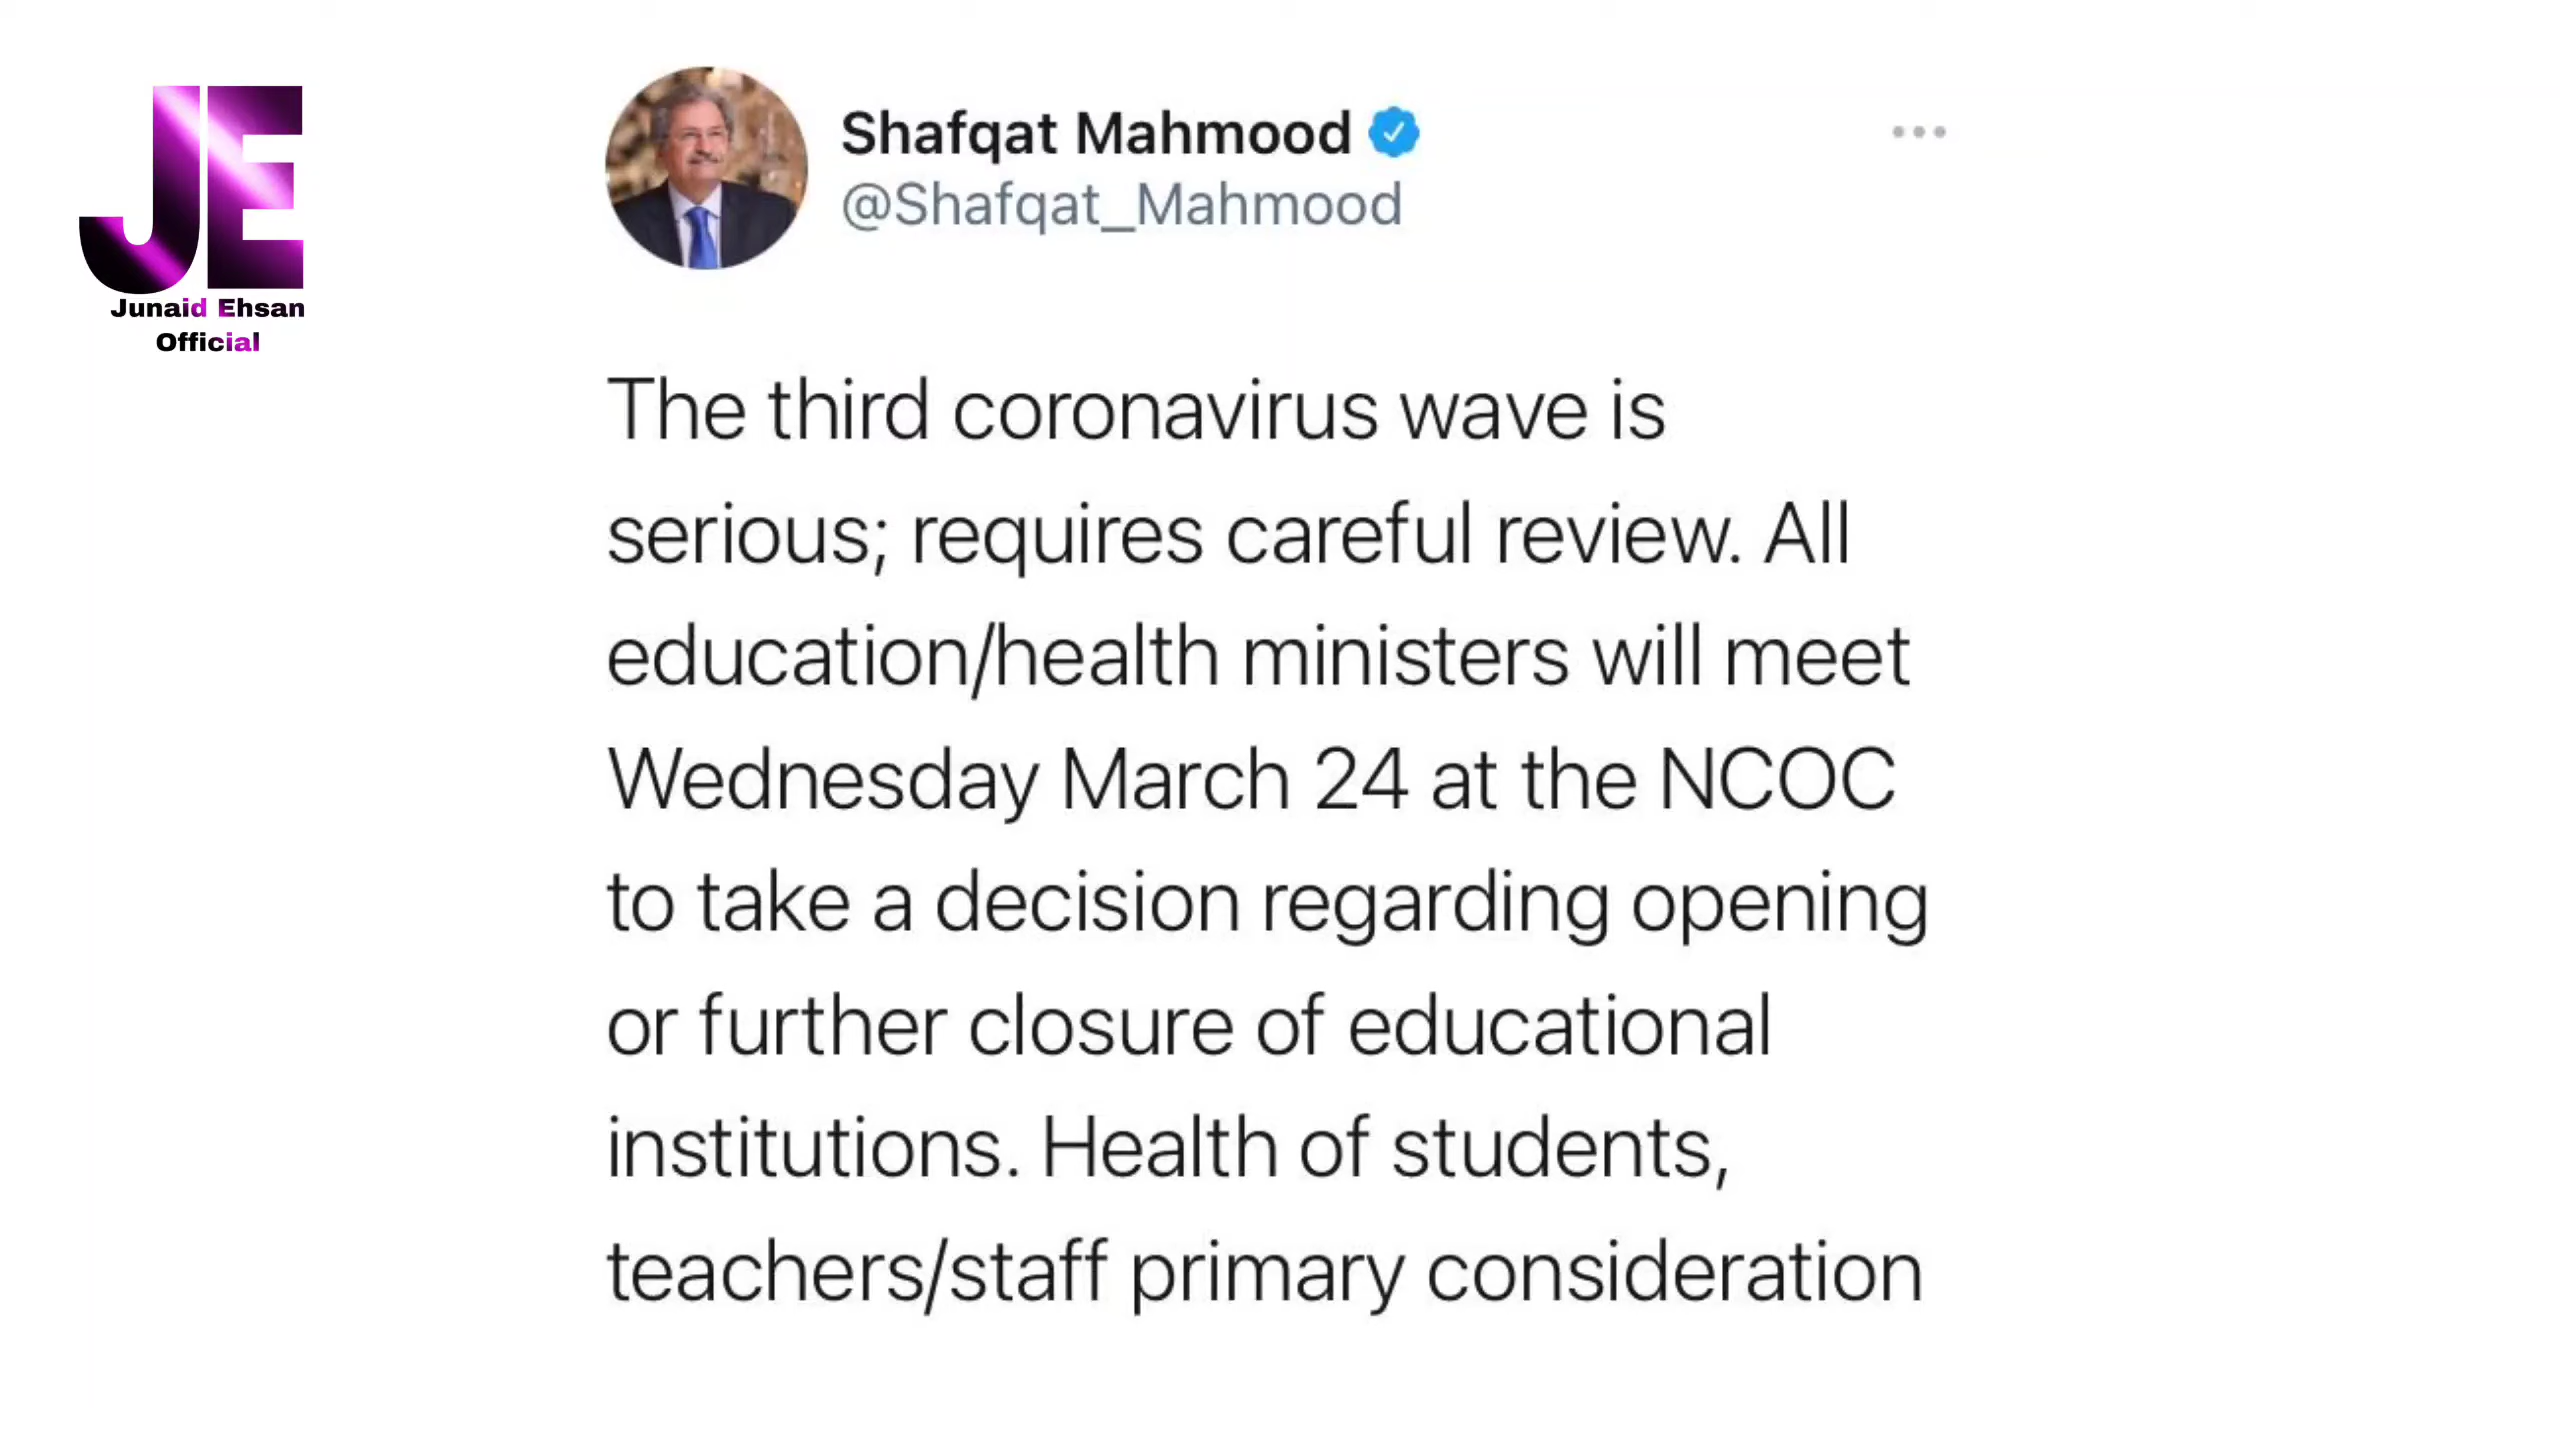 JE
Junaid Ehsan
Official
Shafqat Mahmood
@Shafqat_Mahmood
The third coronavirus wave is
serious; requires careful review. All
education/health ministers will meet
Wednesday March 24 at the NCOC
to take a decision regarding opening
or further closure of educational
institutions. Health of students,
teachers/staff primary consideration